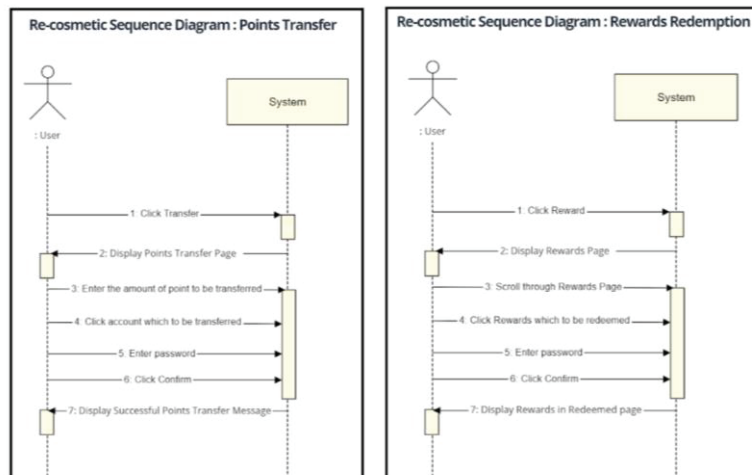 Re-cosmetic Sequence Diagram : Points Transfer
: User
System
1: Click Transfer
2: Display Points Transfer Page
3: Enter the amount of point to be transferred
4: Click account which to be transferred
5: Enter password
6: Click Confirm
7: Display Successful Points Transfer Message
Re-cosmetic Sequence Diagram : Rewards Redemption
: User
System
1: Click Reward
2: Display Rewards Page
3: Scroll through Rewards Page
4: Click Rewards which to be redeemed
5: Enter password
6: Click Confirm
7: Display Rewards in Redeemed page